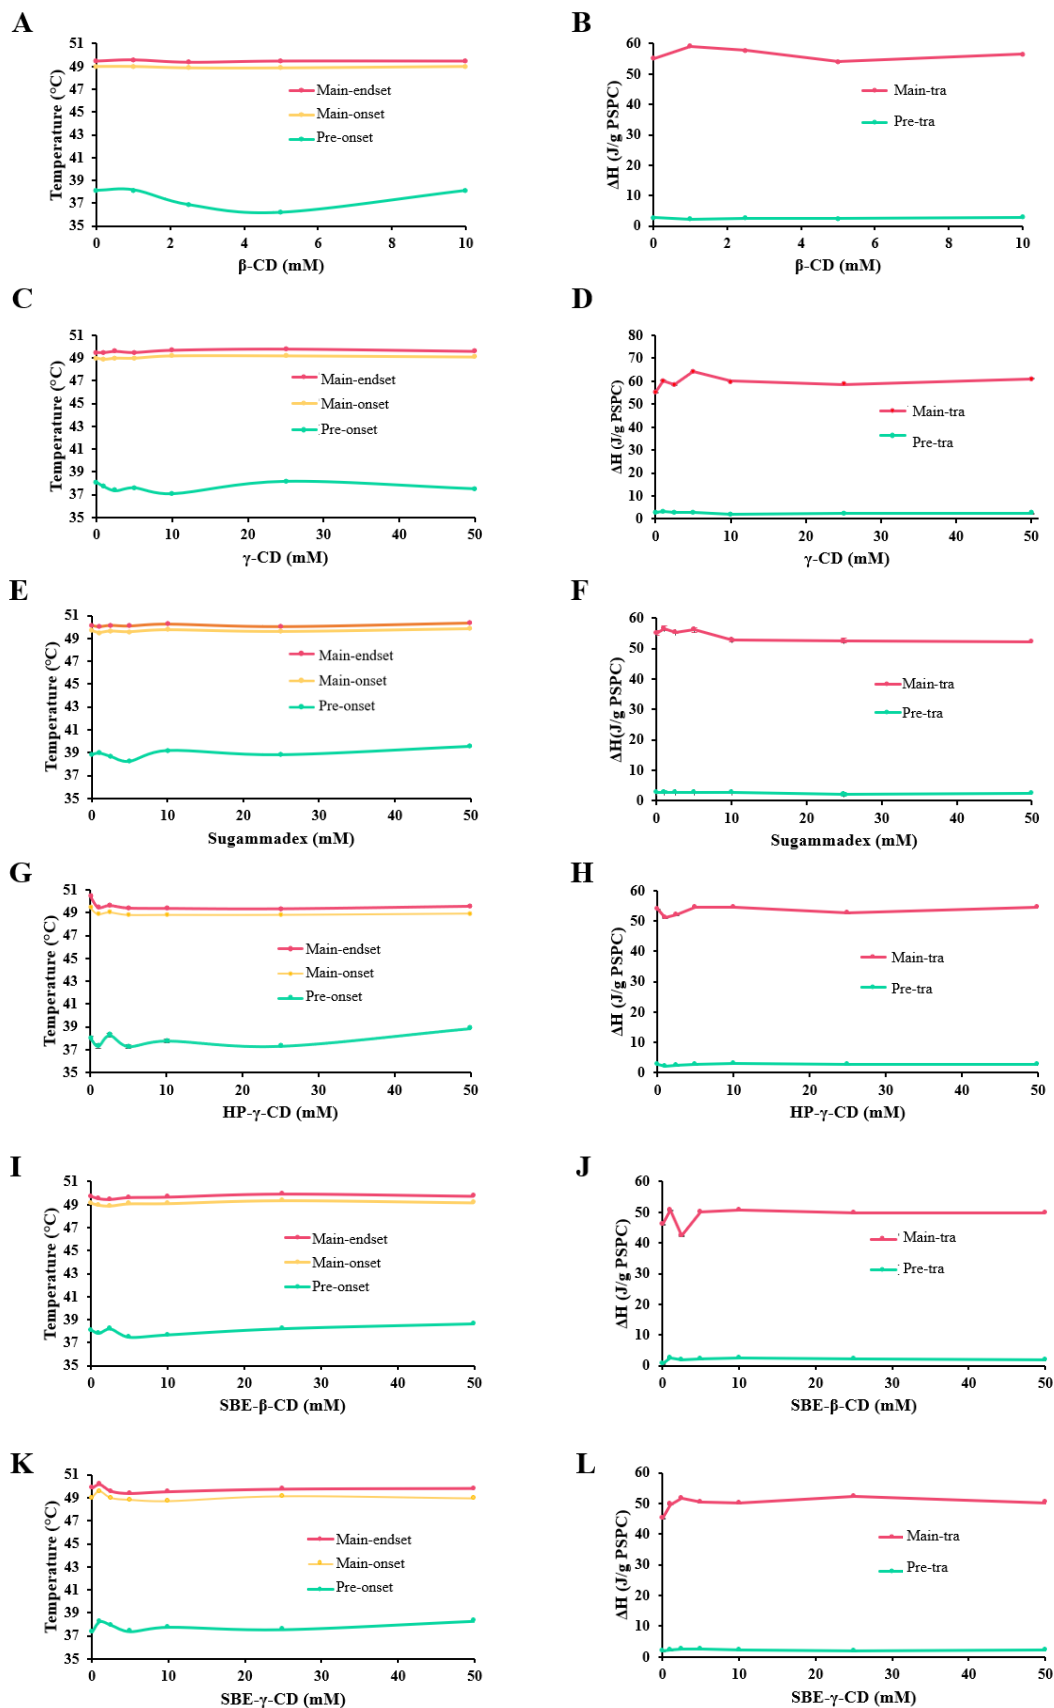 A
B
51
49
47
45
43
41
39
37
35
Temperature (°C)
Main-endset
Main-onset
Pre-onset
0 2 4 6 8 10
β-CD (mM)
60
50
40
30
20
10
0
ΔH (J/g PSPC)
Main-tra
Pre-tra
0 2 4 6 8 10
β-CD (mM)
C
D
51
49
47
45
43
41
39
37
35
Temperature (°C)
Main-endset
Main-onset
Pre-onset
0 10 20 30 40 50
γ-CD (mM)
80
70
60
50
40
30
20
10
0
ΔH (J/g PSPC)
Main-tra
Pre-tra
0 10 20 30 40 50
γ-CD (mM)
E
F
51
49
47
45
43
41
39
37
35
Temperature (°C)
Main-endset
Main-onset
Pre-onset
0 10 20 30 40 50
Sugammadex (mM)
60
50
40
30
20
10
0
ΔH(J/g PSPC)
Main-tra
Pre-tra
0 10 20 30 40 50
Sugammadex (mM)
G
H
51
49
47
45
43
41
39
37
35
Temperature (°C)
Main-endset
Main-onset
Pre-onset
0 10 20 30 40 50
HP-γ-CD (mM)
60
50
40
30
20
10
0
ΔH (J/g PSPC)
Main-tra
Pre-tra
0 10 20 30 40 50
HP-γ-CD (mM)
I
J
51
49
47
45
43
41
39
37
35
Temperature (°C)
Main-endset
Main-onset
Pre-onset
0 10 20 30 40 50
SBE-β-CD (mM)
60
50
40
30
20
10
0
ΔH (J/g PSPC)
Main-tra
Pre-tra
0 10 20 30 40 50
SBE-β-CD (mM)
K
L
51
49
47
45
43
41
39
37
35
Temperature (°C)
Main-endset
Main-onset
Pre-onset
0 10 20 30 40 50
SBE-γ-CD (mM)
60
50
40
30
20
10
0
ΔH (J/g PSPC)
Main-tra
Pre-tra
0 10 20 30 40 50
SBE-γ-CD (mM)